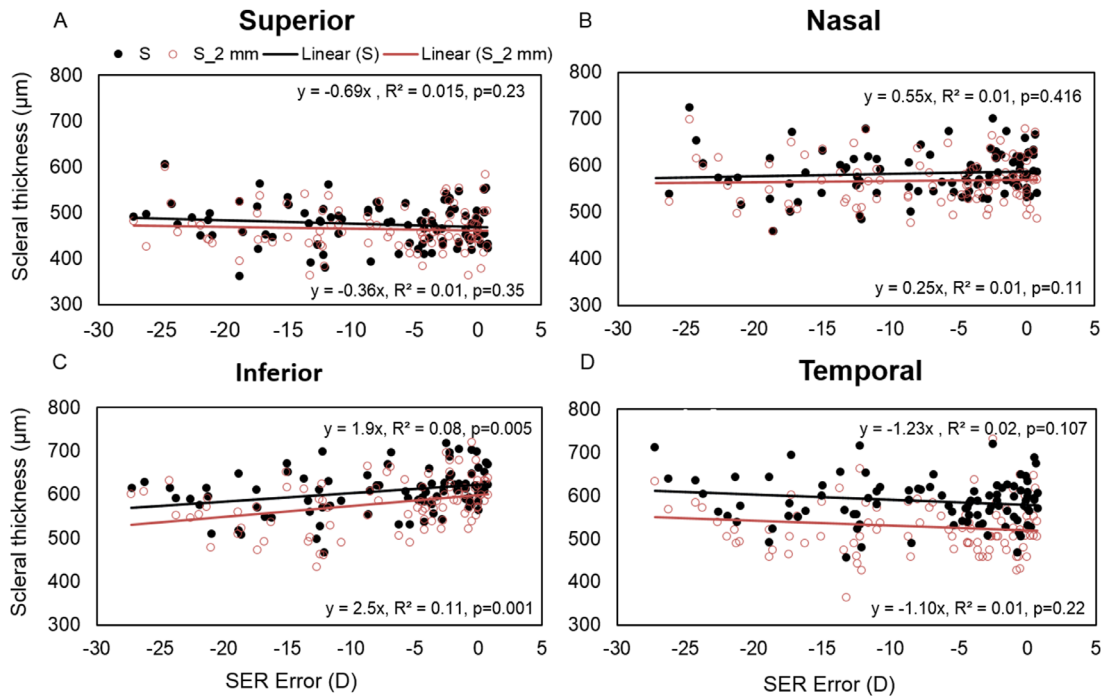 A
Superior
S S_2 mm Linear (S) Linear (S_2 mm)
800
700
600
500
400
300
Scleral thickness (µm)
y = -0.69x , R² = 0.015, p=0.23
y = -0.36x, R² = 0.01, p=0.35
-30 -25 -20 -15 -10 -5 0 5
B
Nasal
800
700
600
500
400
300
y = 0.55x, R² = 0.01, p=0.416
y = 0.25x, R² = 0.01, p=0.11
-30 -25 -20 -15 -10 -5 0 5
C
Inferior
800
700
600
500
400
300
Scleral thickness (µm)
y = 1.9x, R² = 0.08, p=0.005
y = 2.5x, R² = 0.11, p=0.001
-30 -25 -20 -15 -10 -5 0 5
SER Error (D)
D
Temporal
800
700
600
500
400
300
y = -1.23x , R² = 0.02, p=0.107
y = -1.10x, R² = 0.01, p=0.22
-30 -25 -20 -15 -10 -5 0 5
SER Error (D)